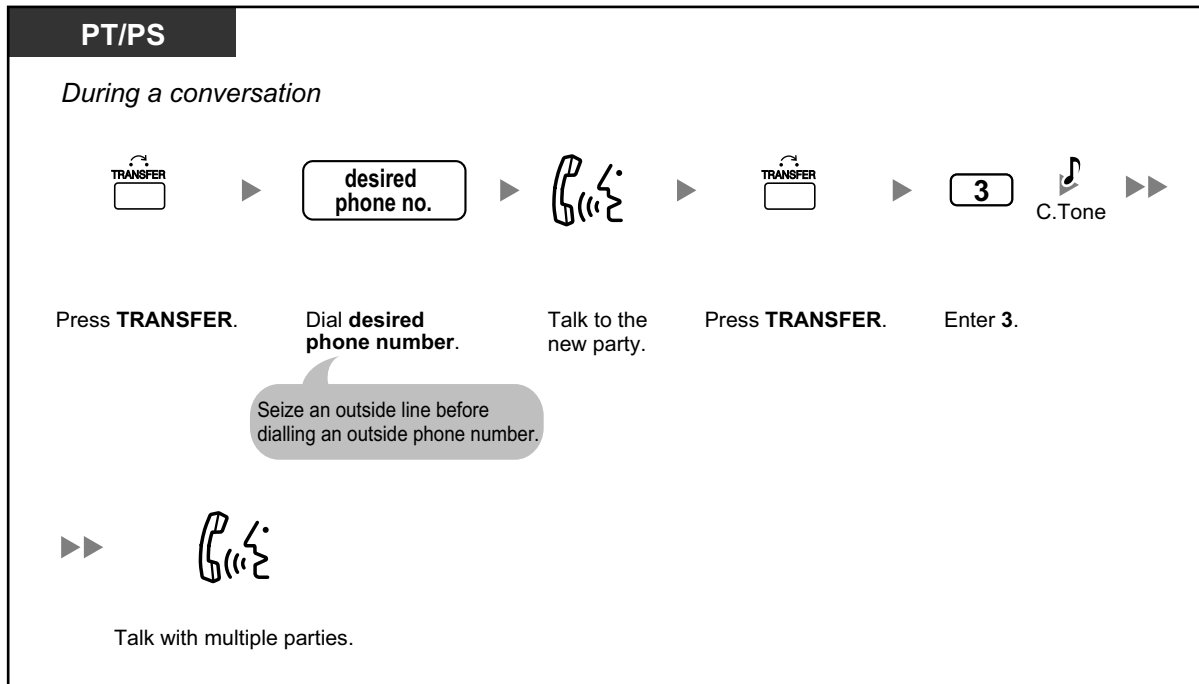 PT/PS
During a conversation
TRANSFER
desired
phone no.
TRANSFER
3
C.Tone
Press TRANSFER.
Dial desired
phone number.
Talk to the
new party.
Press TRANSFER.
Enter 3.
Seize an outside line before
dialling an outside phone number.
Talk with multiple parties.